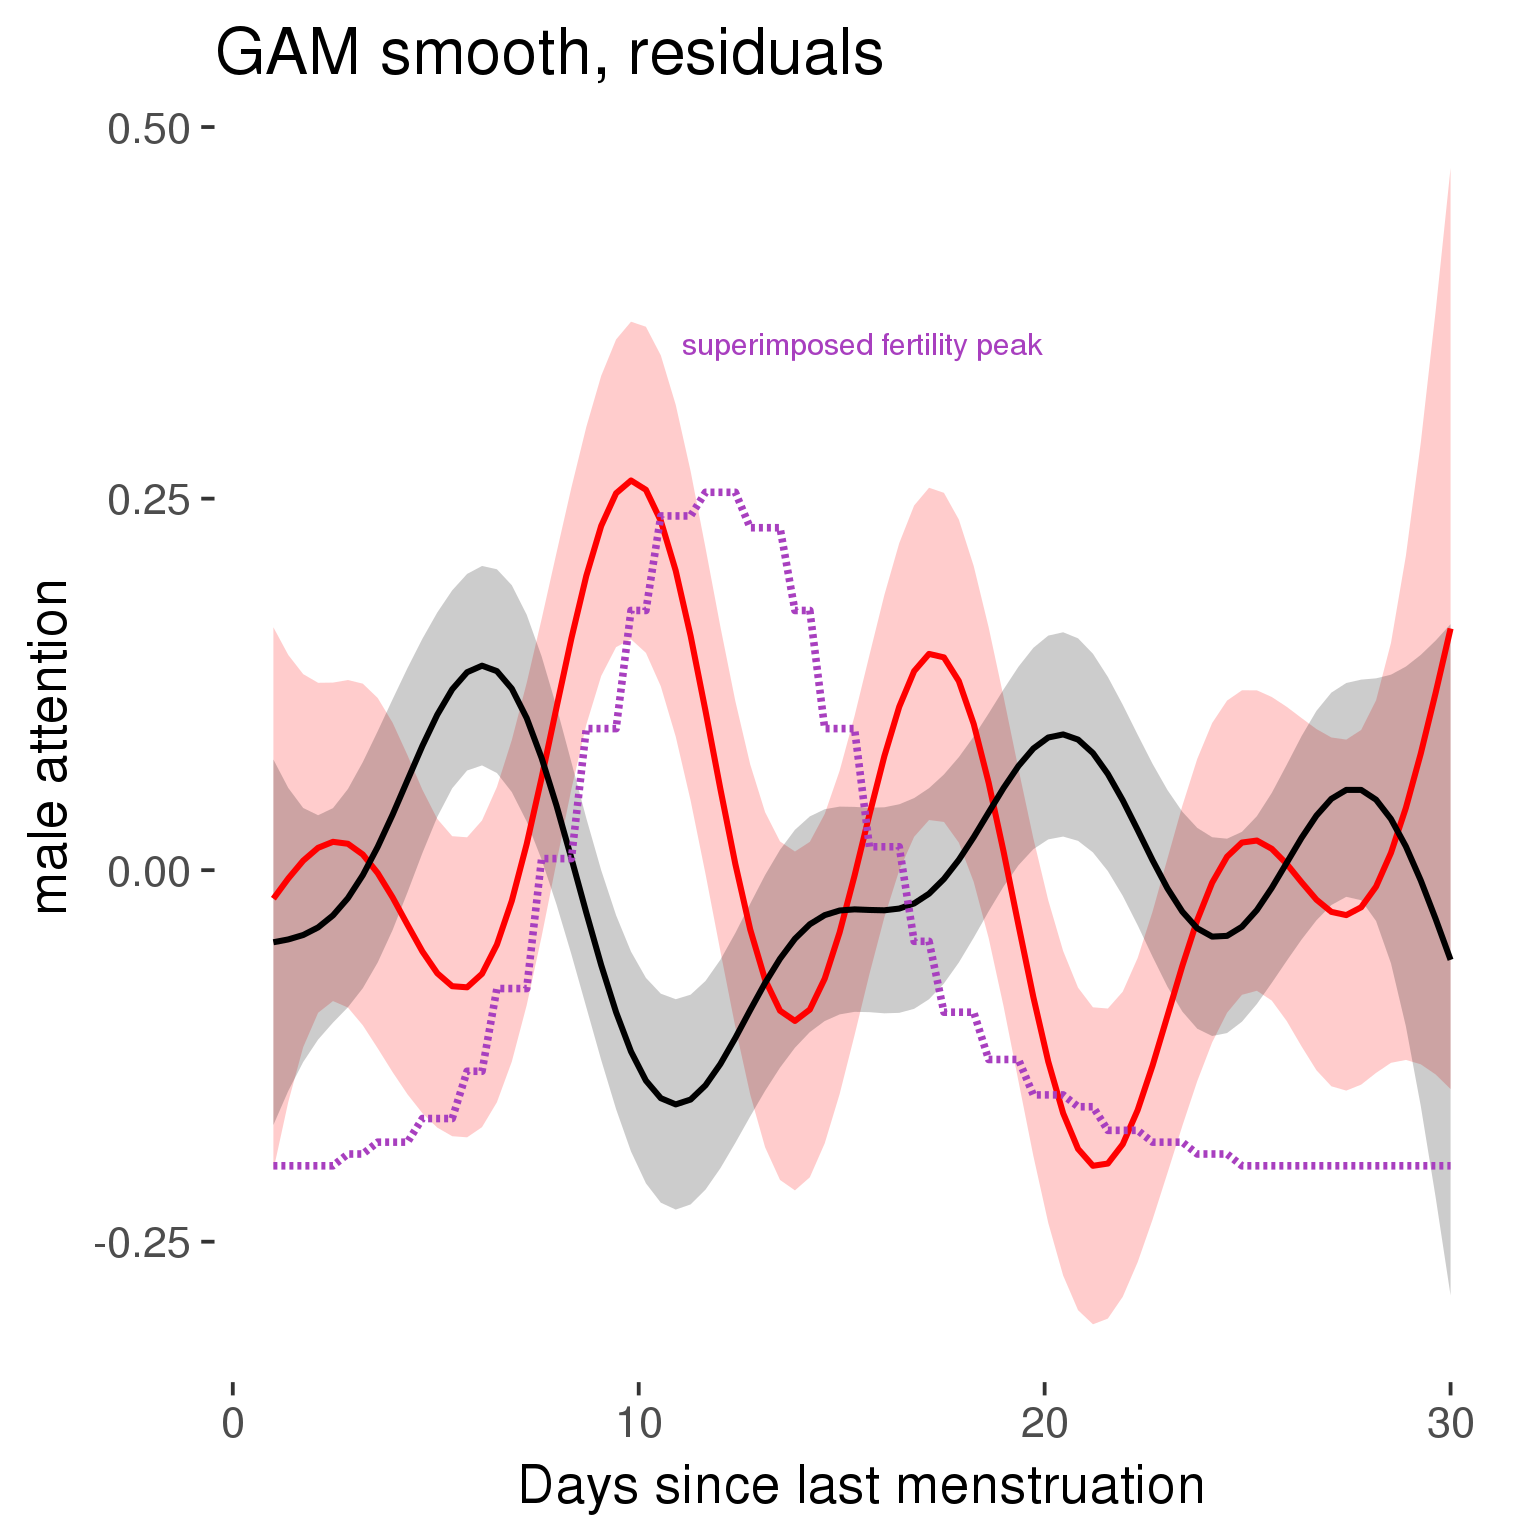 GAM smooth, residuals
0.50
superimposed fertility peak
0.25
0.00
-0.25
male attention
0
10
20
30
Days since last menstruation